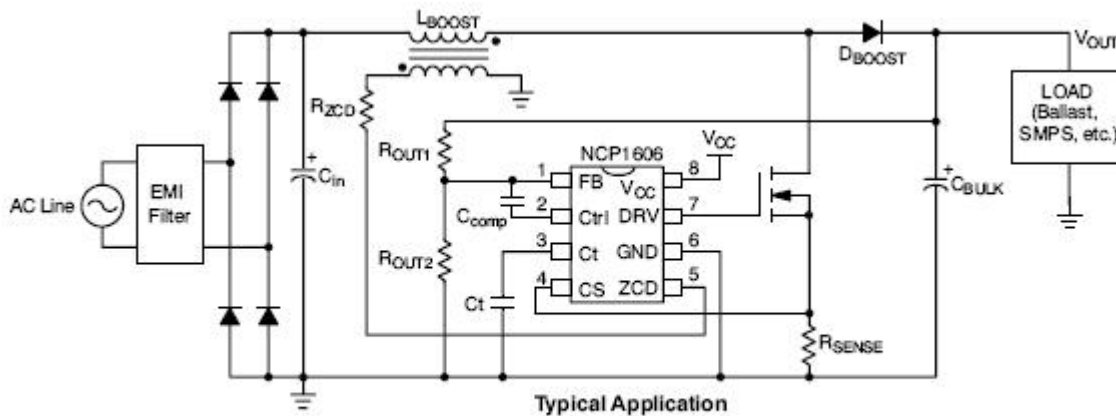 LBOOST
DBOOST
VOUT
LOAD
(Ballast,
SMPS, etc.)
RZCD
ROUT1
VCC
NCP1606
1
FB
VCC
8
AC Line
EMI
Filter
+
Cin
Ccomp
2
Ctrl
DRV
7
+
CBULK
3
Ct
GND
6
ROUT2
4
CS
ZCD
5
Ct
RSENSE
Typical Application